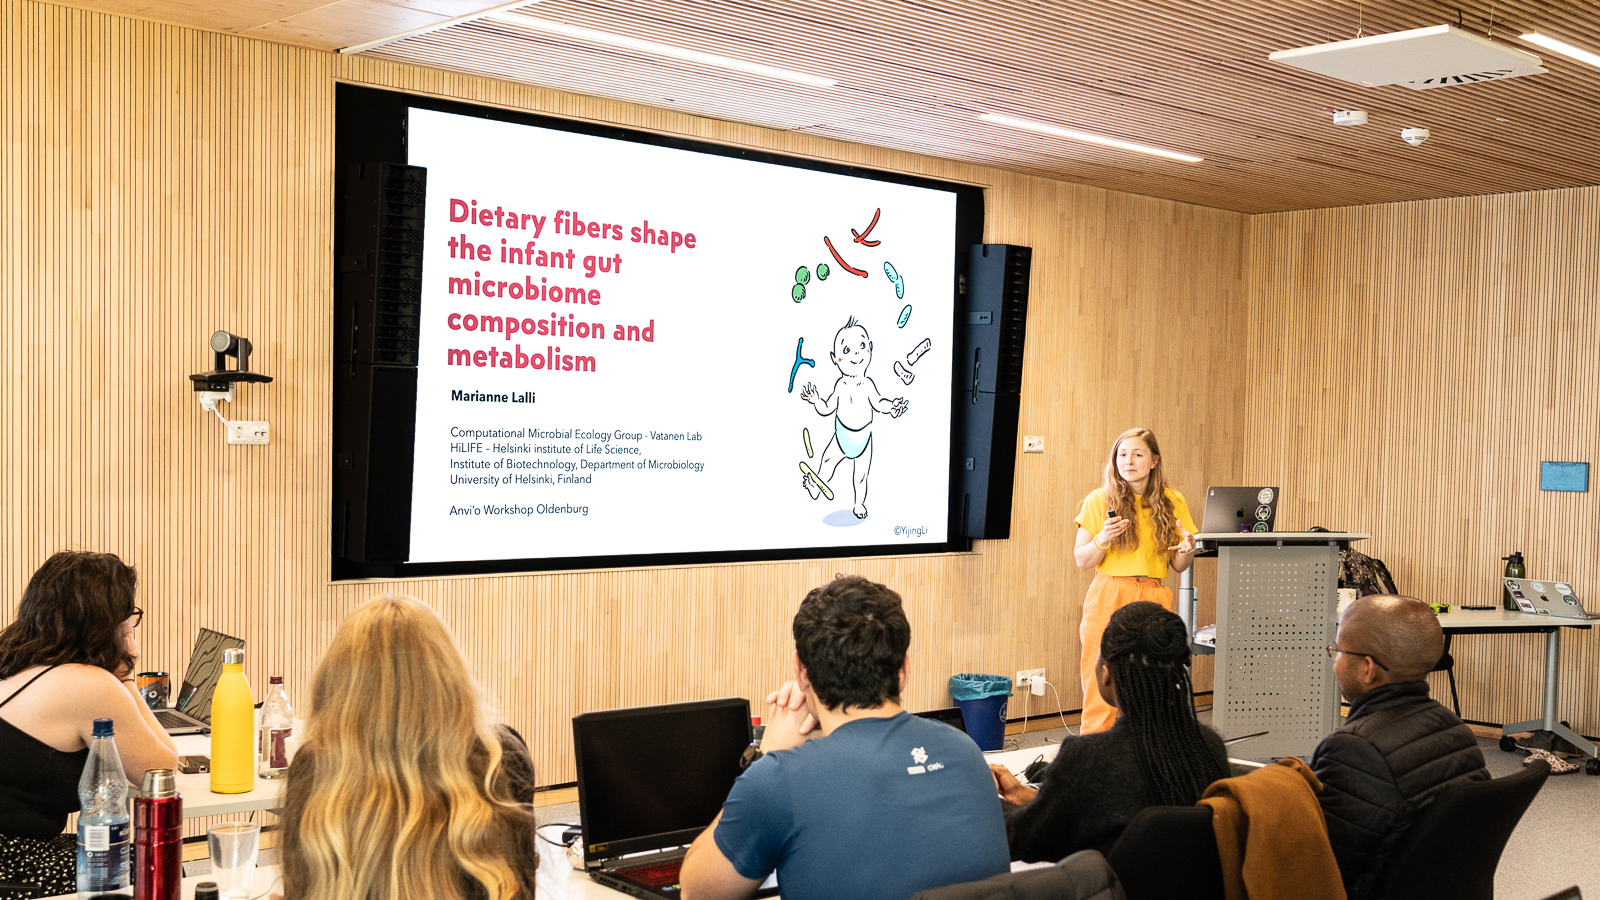 Dietary fibers shape
the infant gut
microbiome
composition and
metabolism
Marianne Lalli
Computational Microbial Ecology Group - Vatanen Lab
HiLIFE – Helsinki institute of Life Science,
Institute of Biotechnology, Department of Microbiology
University of Helsinki, Finland
Anvi'o Workshop Oldenburg
©YijingLi